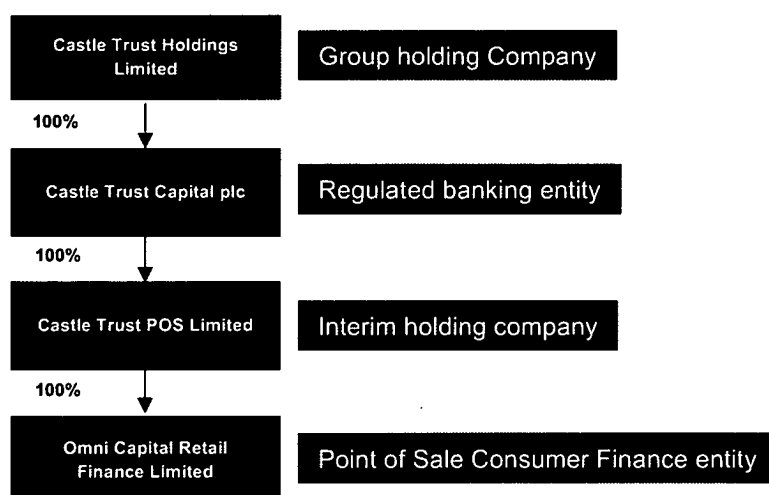 Castle Trust Holdings
Limited
Group holding Company
100%
Castle Trust Capital plc
Regulated banking entity
100%
Castle Trust POS Limited
Interim holding company
100%
Omni Capital Retail
Finance Limited
Point of Sale Consumer Finance entity